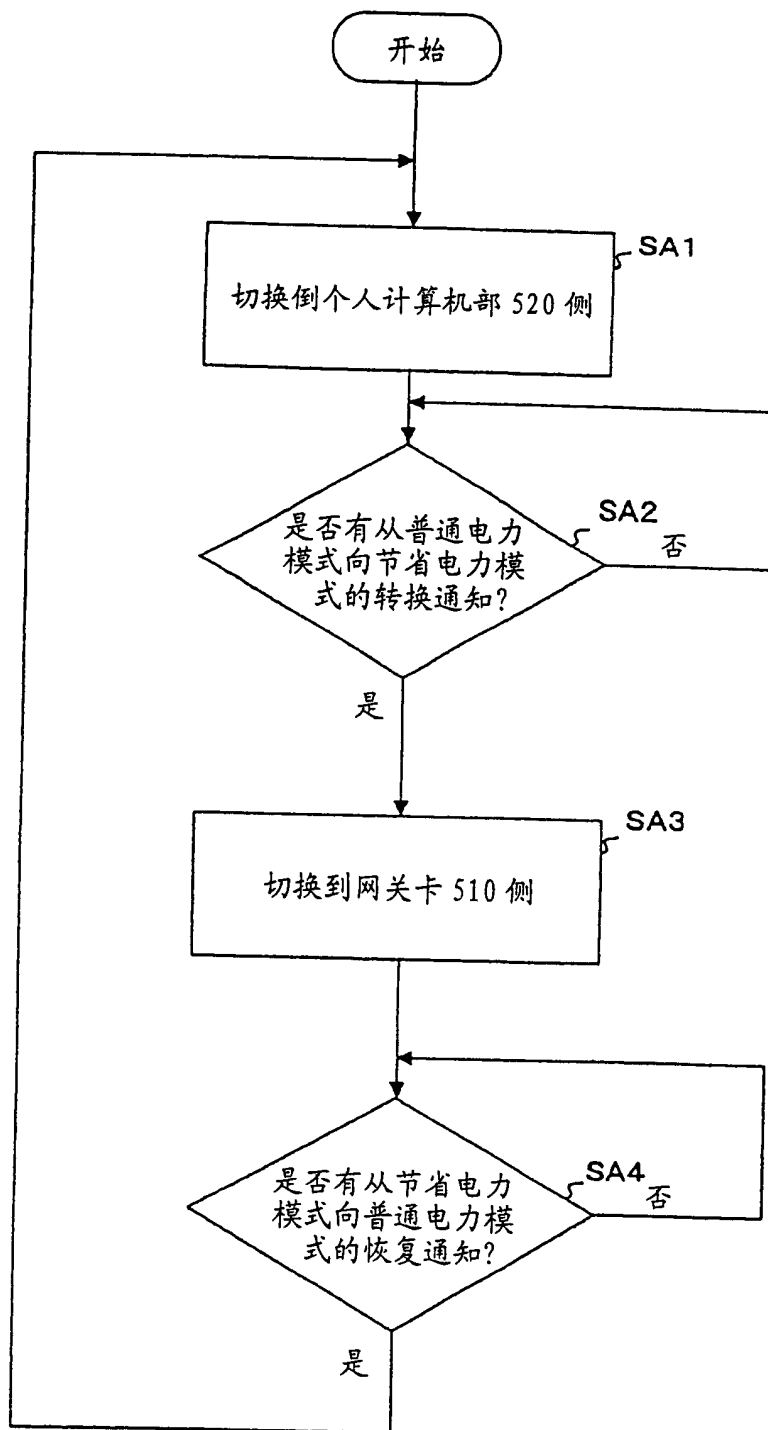 开始
SA1
切换倒个人计算机部 520 侧
SA2
是否有从普通电力
模式向节省电力模
式的转换通知?
否
是
SA3
切换到网关卡 510 侧
SA4
是否有从节省电力
模式向普通电力模
式的恢复通知?
否
是